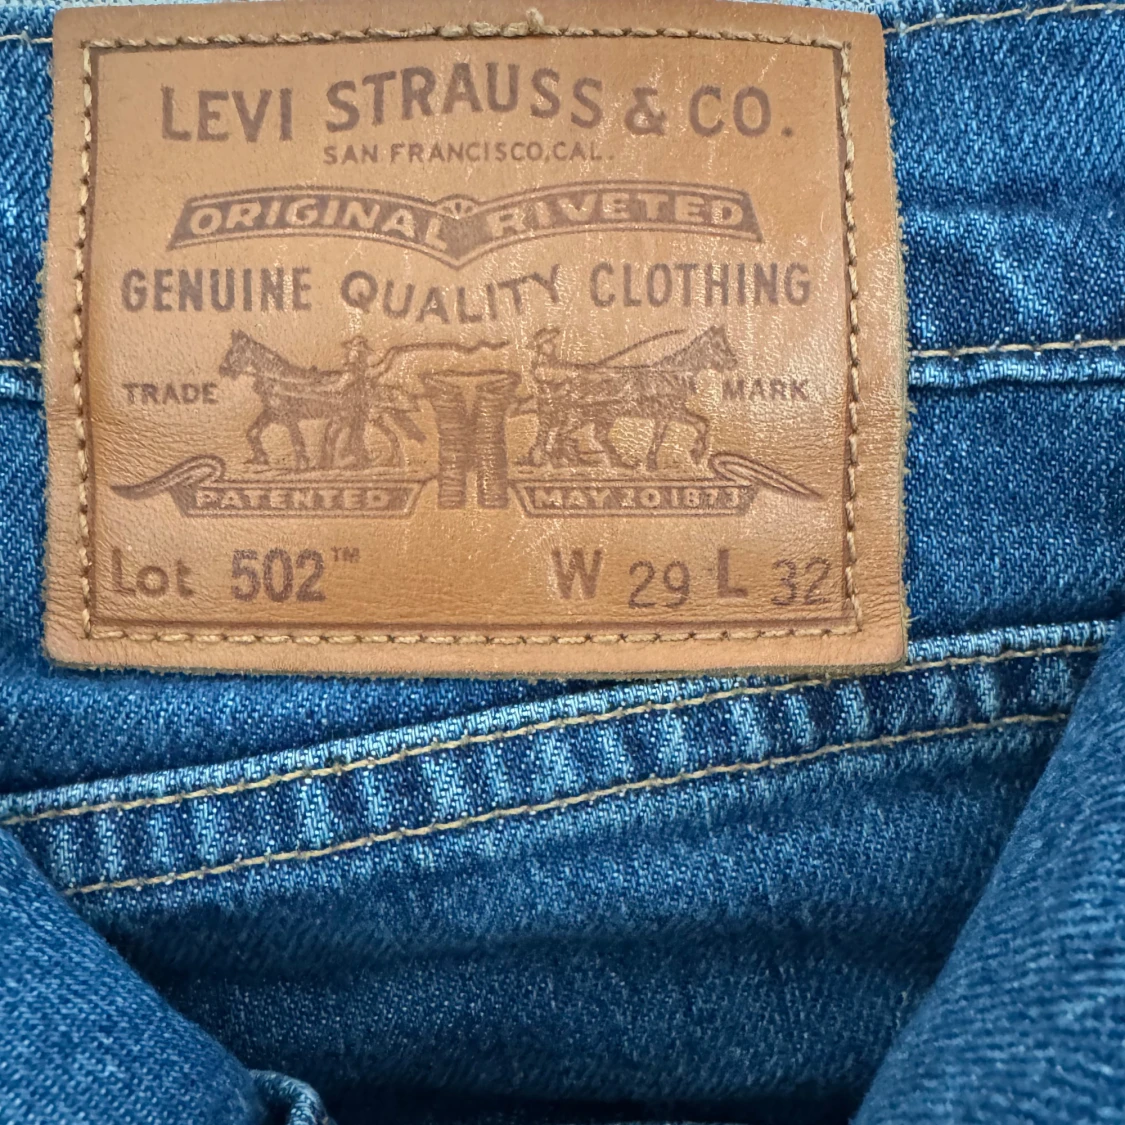 LEVI STRAUSS & CO.
SAN FRANCISCO, CAL.
ORIGINAL RIVETED
GENUINE QUALITY CLOTHING
TRADE MARK
PATENTED MAY 20 1873
Lot 502™ W 29 L 32